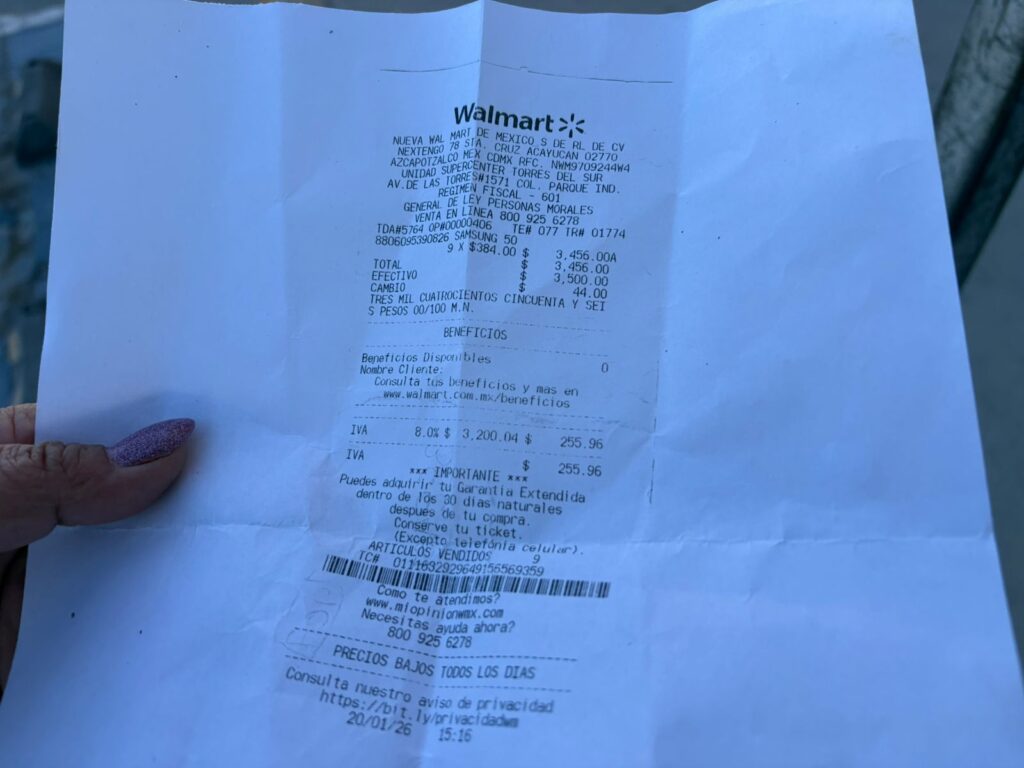 Walmart
NUEVA WAL MART DE MEXICO S DE RL DE CV
NEXTENGO 78 STA. CRUZ ACAYUCAN 02770
AZCAPOTZALCO MEX CDMX RFC. NWM9709244W4
UNIDAD SUPERCENTER TORRES DEL SUR
AV.DE LAS TORRES#1571 COL. PARQUE IND.
REGIMEN FISCAL - 601
GENERAL DE LEY PERSONAS MORALES
VENTA EN LINEA 800 925 6278
TDA#5764 OP#00000406 TE# 077 TR# 01774
8806095390826 SAMSUNG 50
9 X $384.00 $ 3,456.00A
TOTAL $ 3,456.00
EFECTIVO $ 3,500.00
CAMBIO $ 44.00
TRES MIL CUATROCIENTOS CINCUENTA Y SEI
S PESOS 00/100 M.N.
BENEFICIOS
Beneficios Disponibles 0
Nombre Cliente:
Consulta tus beneficios y mas en
www.walmart.com.mx/beneficios
IVA 8.0% $ 3,200.04 $ 255.96
IVA $ 255.96
*** IMPORTANTE ***
Puedes adquirir tu Garantia Extendida
dentro de los 30 dias naturales
despues de tu compra.
Conserve tu ticket.
(Excepto telefonia celular).
ARTICULOS VENDIDOS 9
TC# 0111632929649156569359
Como te atendimos?
www.miopinionwmx.com
Necesitas ayuda ahora?
800 925 6278
PRECIOS BAJOS TODOS LOS DIAS
Consulta nuestro aviso de privacidad
https://bit.ly/privacidadwm
20/01/26 15:16